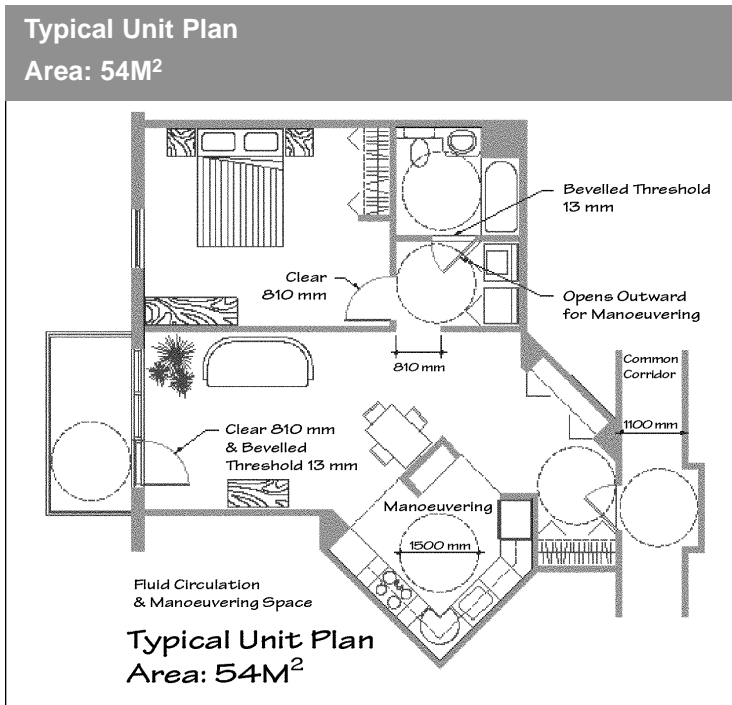 Typical Unit Plan
Area: 54M²
Bevelled Threshold
13 mm
Clear
810 mm
Opens Outward
for Manoeuvering
810 mm
Common
Corridor
1100 mm
Clear 810 mm
& Bevelled
Threshold 13 mm
Manoeuvering
1500 mm
Fluid Circulation
& Manoeuvering Space
Typical Unit Plan
Area: 54M²